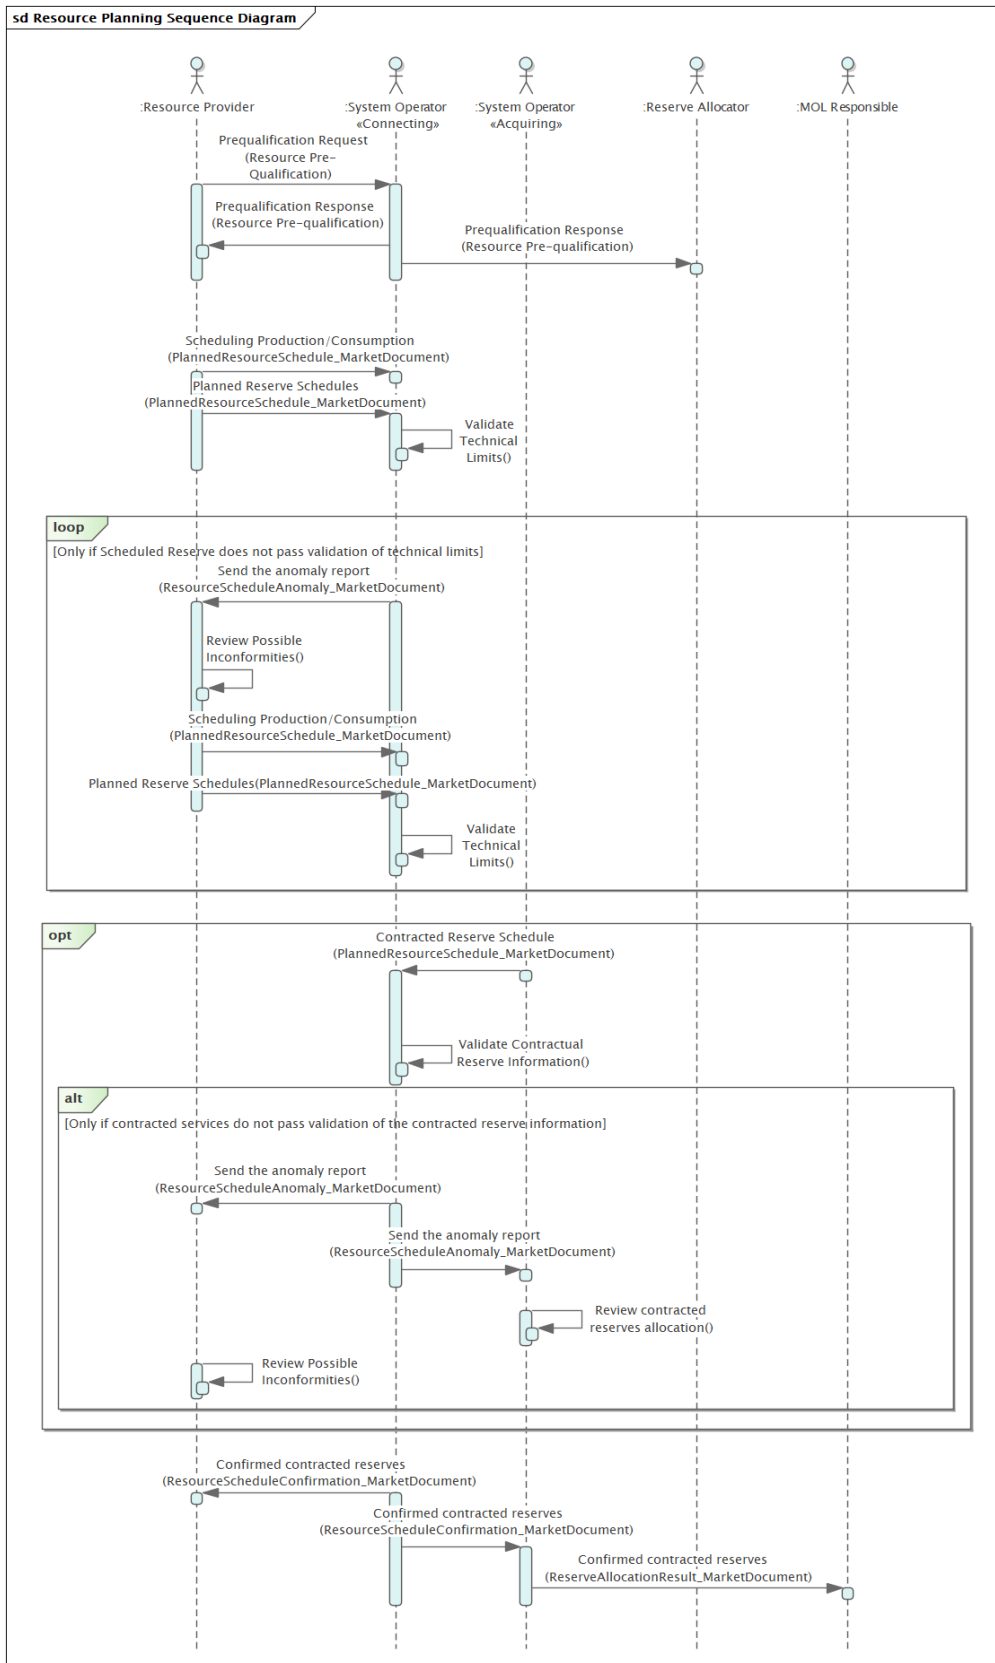 sd Resource Planning Sequence Diagram
:Resource Provider
:System Operator
«Connecting»
:System Operator
«Acquiring»
:Reserve Allocator
:MOL Responsible
Prequalification Request
(Resource Pre-
Qualification)
Prequalification Response
(Resource Pre-qualification)
Prequalification Response
(Resource Pre-qualification)
Scheduling Production/Consumption
(PlannedResourceSchedule_MarketDocument)
Planned Reserve Schedules
(PlannedResourceSchedule_MarketDocument)
Validate
Technical
Limits()
loop
[Only if Scheduled Reserve does not pass validation of technical limits]
Send the anomaly report
(ResourceScheduleAnomaly_MarketDocument)
Review Possible
Inconformities()
Scheduling Production/Consumption
(PlannedResourceSchedule_MarketDocument)
Planned Reserve Schedules(PlannedResourceSchedule_MarketDocument)
Validate
Technical
Limits()
opt
Contracted Reserve Schedule
(PlannedResourceSchedule_MarketDocument)
Validate Contractual
Reserve Information()
alt
[Only if contracted services do not pass validation of the contracted reserve information]
Send the anomaly report
(ResourceScheduleAnomaly_MarketDocument)
Send the anomaly report
(ResourceScheduleAnomaly_MarketDocument)
Review contracted
reserves allocation()
Review Possible
Inconformities()
Confirmed contracted reserves
(ResourceScheduleConfirmation_MarketDocument)
Confirmed contracted reserves
(ResourceScheduleConfirmation_MarketDocument)
Confirmed contracted reserves
(ReserveAllocationResult_MarketDocument)